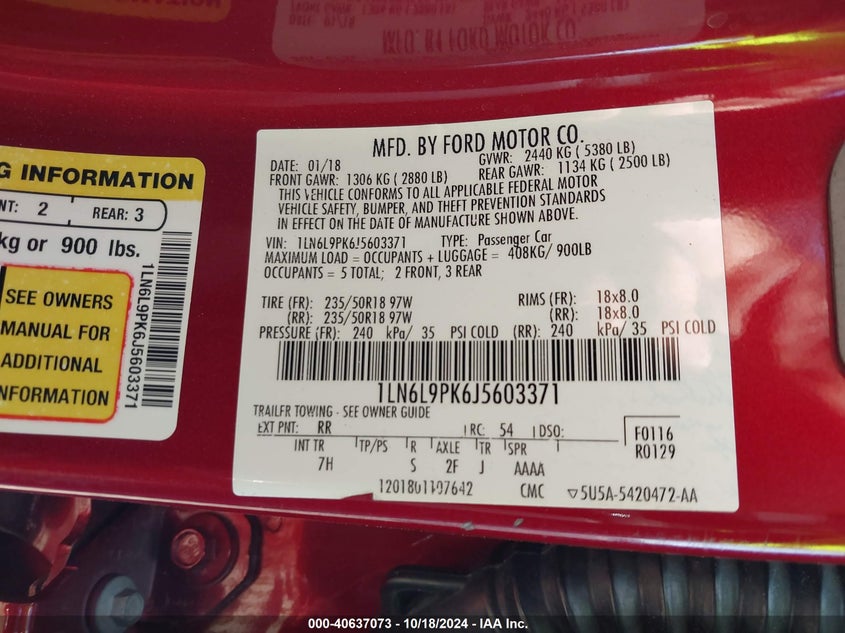 MFD. BY FORD MOTOR CO.
DATE: 01/18 GVWR: 2440 KG ( 5380 LB)
FRONT GAWR: 1306 KG ( 2880 LB) REAR GAWR: 1134 KG ( 2500 LB)
THIS VEHICLE CONFORMS TO ALL APPLICABLE FEDERAL MOTOR
VEHICLE SAFETY, BUMPER, AND THEFT PREVENTION STANDARDS
IN EFFECT ON THE DATE OF MANUFACTURE SHOWN ABOVE.
VIN: 1LN6L9PK6J5603371 TYPE: Passenger Car
MAXIMUM LOAD = OCCUPANTS + LUGGAGE = 408KG/ 900LB
OCCUPANTS = 5 TOTAL; 2 FRONT, 3 REAR
TIRE (FR): 235/50R18 97W RIMS (FR): 18x8.0
(RR): 235/50R18 97W (RR): 18x8.0
PRESSURE (FR): 240 kPa/ 35 PSI COLD (RR): 240 kPa/ 35 PSI COLD
1LN6L9PK6J5603371
TRAILER TOWING - SEE OWNER GUIDE
EXT PNT: RR RC: 54 DSO: F0116
R0129
INT TR TP/PS R AXLE TR SPR
7H S 2F J AAAA
1201801107642 CMC 5U5A-5420472-AA
G INFORMATION
NT: 2 REAR: 3
kg or 900 lbs.
SEE OWNERS
MANUAL FOR
ADDITIONAL
INFORMATION
1LN6L9PK6J5603371
000-40637073 - 10/18/2024 - IAA Inc.